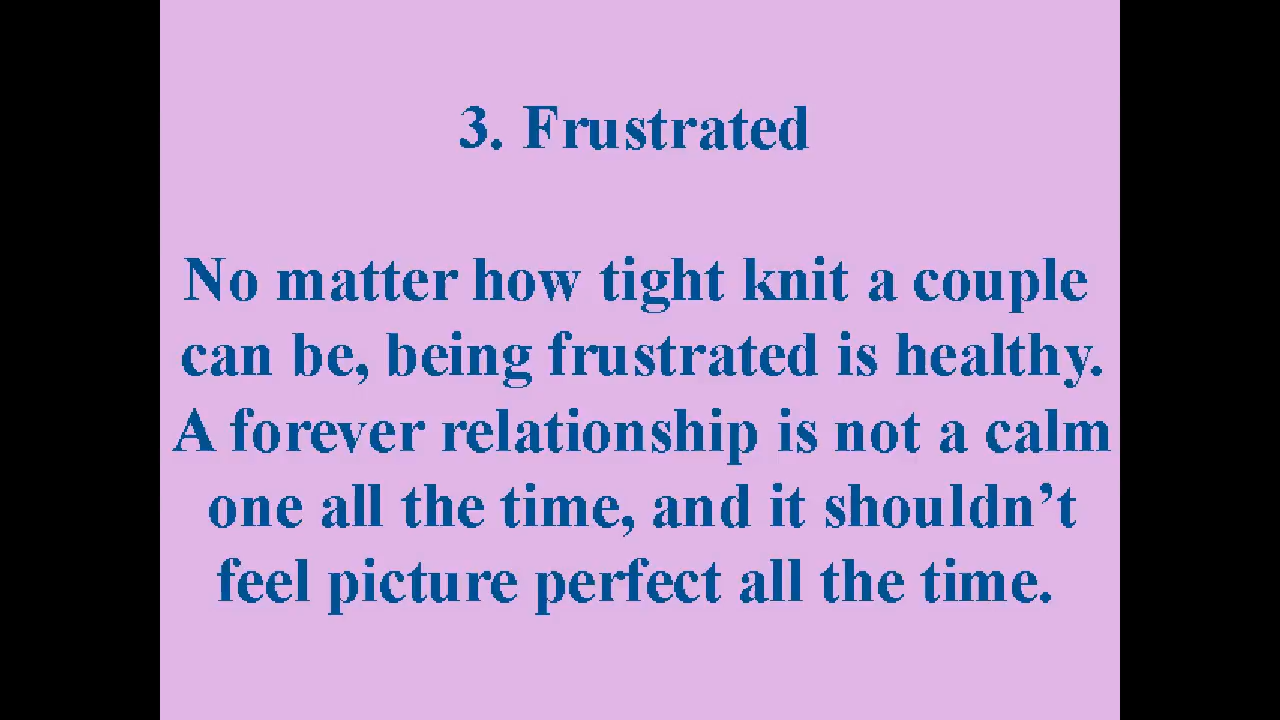 3. Frustrated
No matter how tight knit a couple
can be, being frustrated is healthy.
A forever relationship is not a calm
one all the time, and it shouldn’t
feel picture perfect all the time.